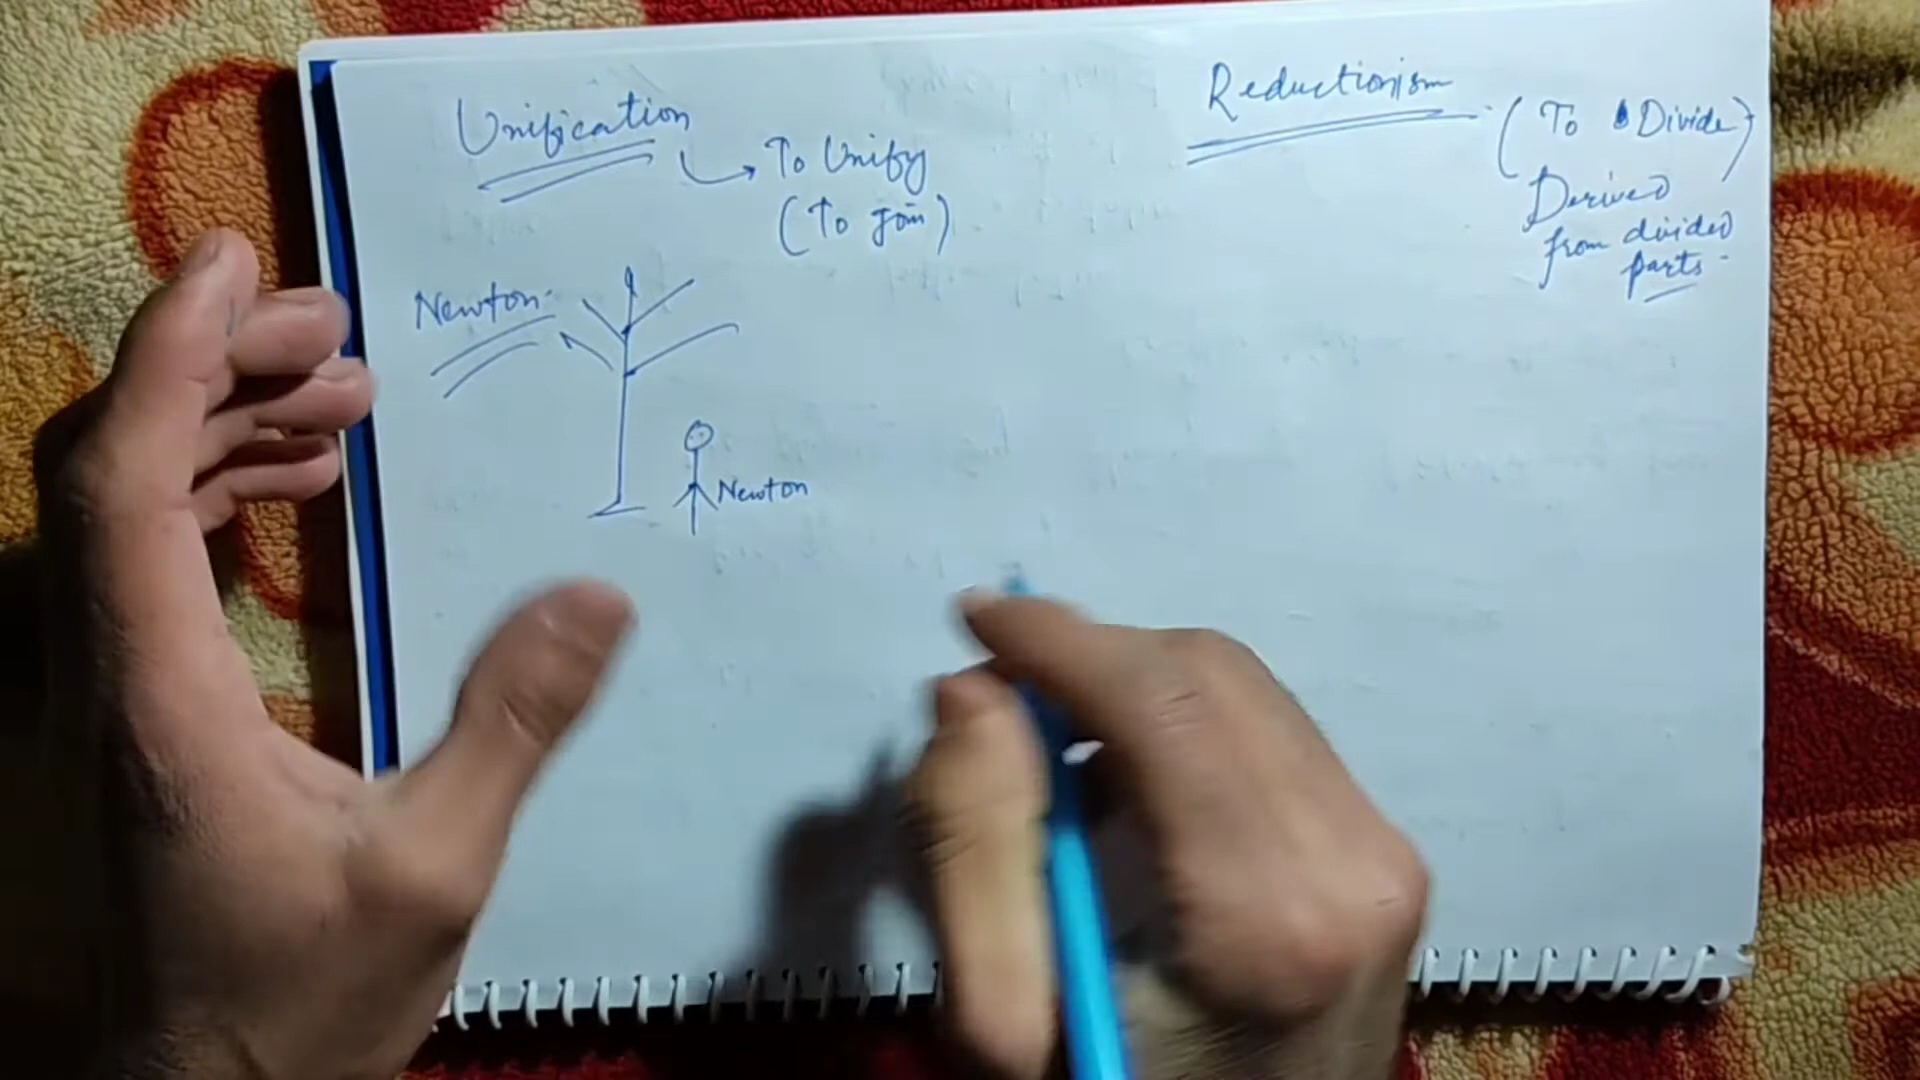 Unification
To Unify
(To Join)
Newton.
Newton
Reductionism
(To Divide)
Derived
from divided
parts.